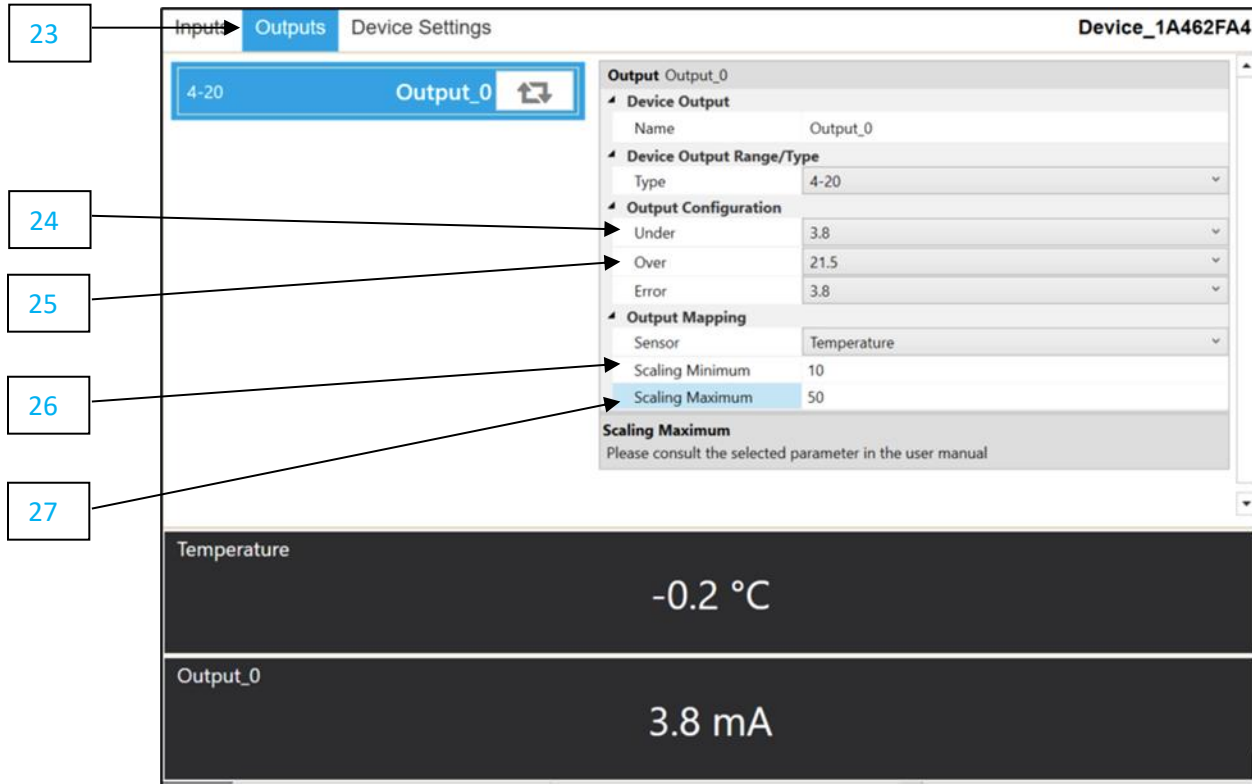 23
Inputs Outputs Device Settings Device_1A462FA4
4-20 Output_0
Output Output_0
Device Output
Name Output_0
Device Output Range/Type
Type 4-20
24
Output Configuration
Under 3.8
25
Over 21.5
Error 3.8
Output Mapping
Sensor Temperature
26
Scaling Minimum 10
27
Scaling Maximum 50
Scaling Maximum
Please consult the selected parameter in the user manual
Temperature
-0.2 °C
Output_0
3.8 mA